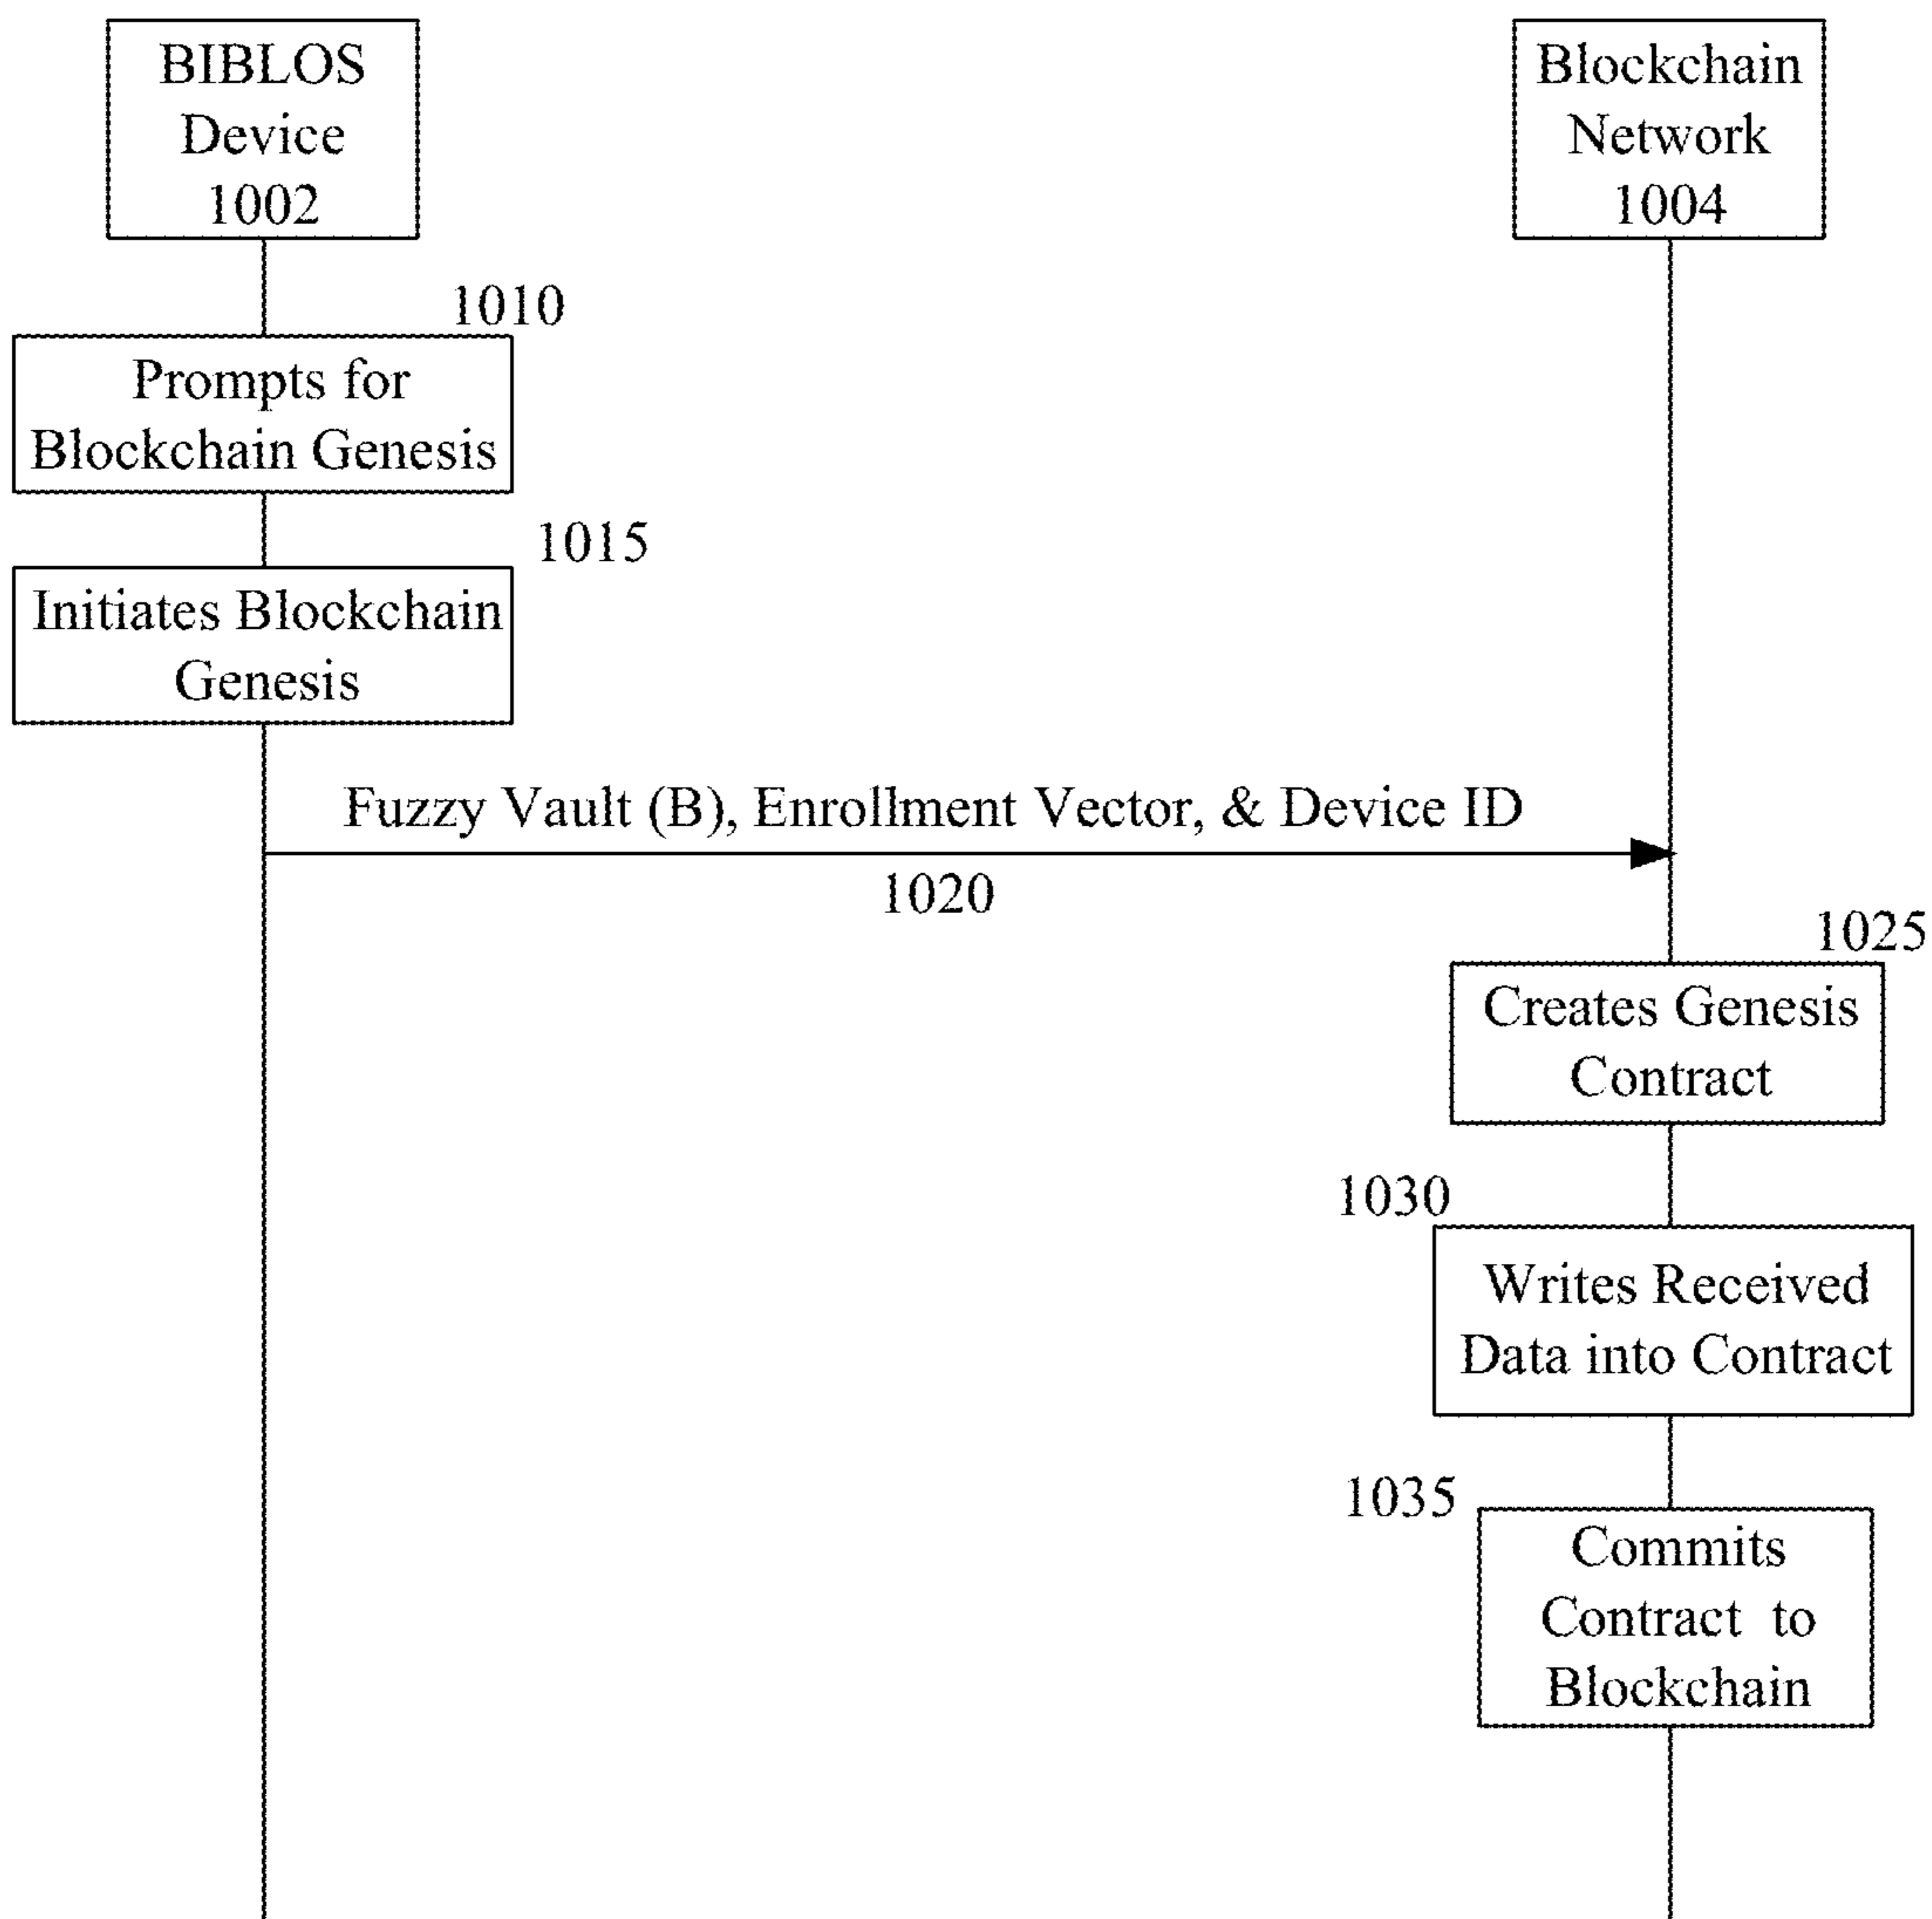 BIBLOS
Device
1002
Blockchain
Network
1004
1010
Prompts for
Blockchain Genesis
1015
Initiates Blockchain
Genesis
Fuzzy Vault (B), Enrollment Vector, & Device ID
1020
1025
Creates Genesis
Contract
1030
Writes Received
Data into Contract
1035
Commits
Contract to
Blockchain